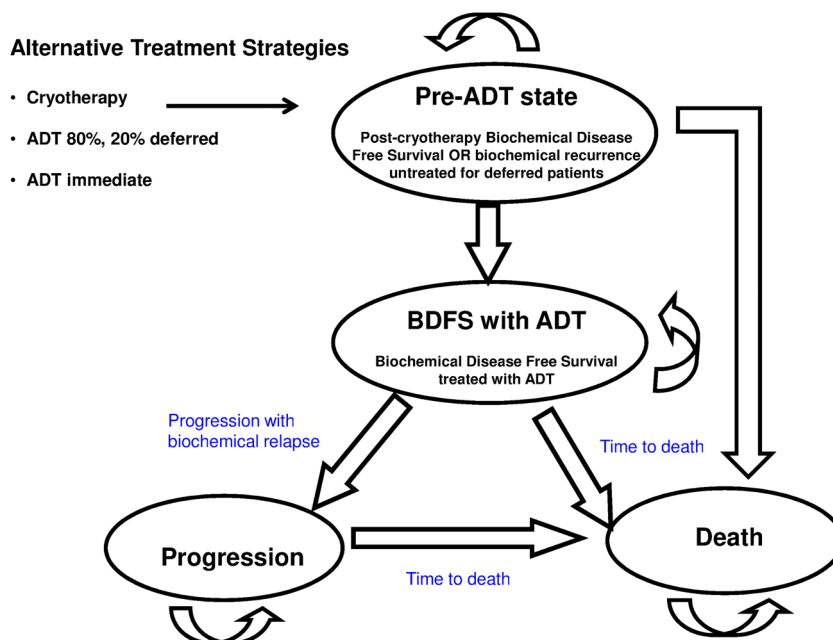 Alternative Treatment Strategies
• Cryotherapy
• ADT 80%, 20% deferred
• ADT immediate
Pre-ADT state
Post-cryotherapy Biochemical Disease
Free Survival OR biochemical recurrence
untreated for deferred patients
BDFS with ADT
Biochemical Disease Free Survival
treated with ADT
Progression with
biochemical relapse
Time to death
Progression
Time to death
Death